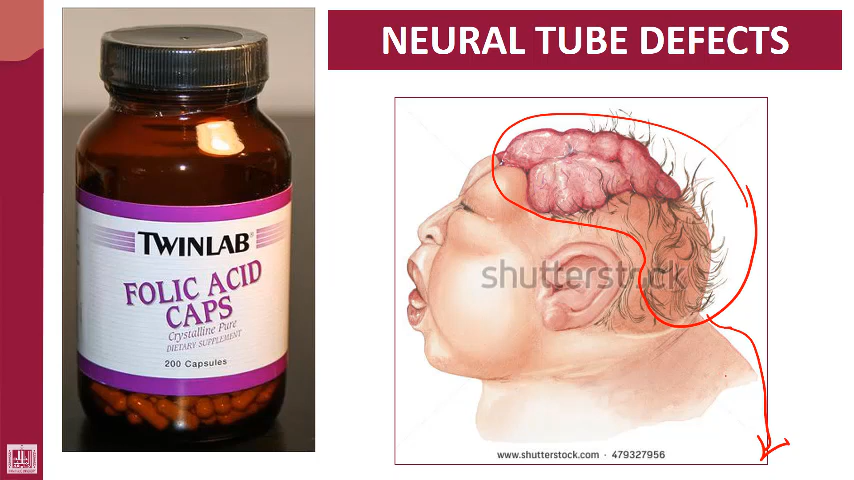 NEURAL TUBE DEFECTS
TWINLAB®
FOLIC ACID
CAPS
Crystalline Pure
DIETARY SUPPLEMENT
200 Capsules
shutterstock
www.shutterstock.com · 479327956